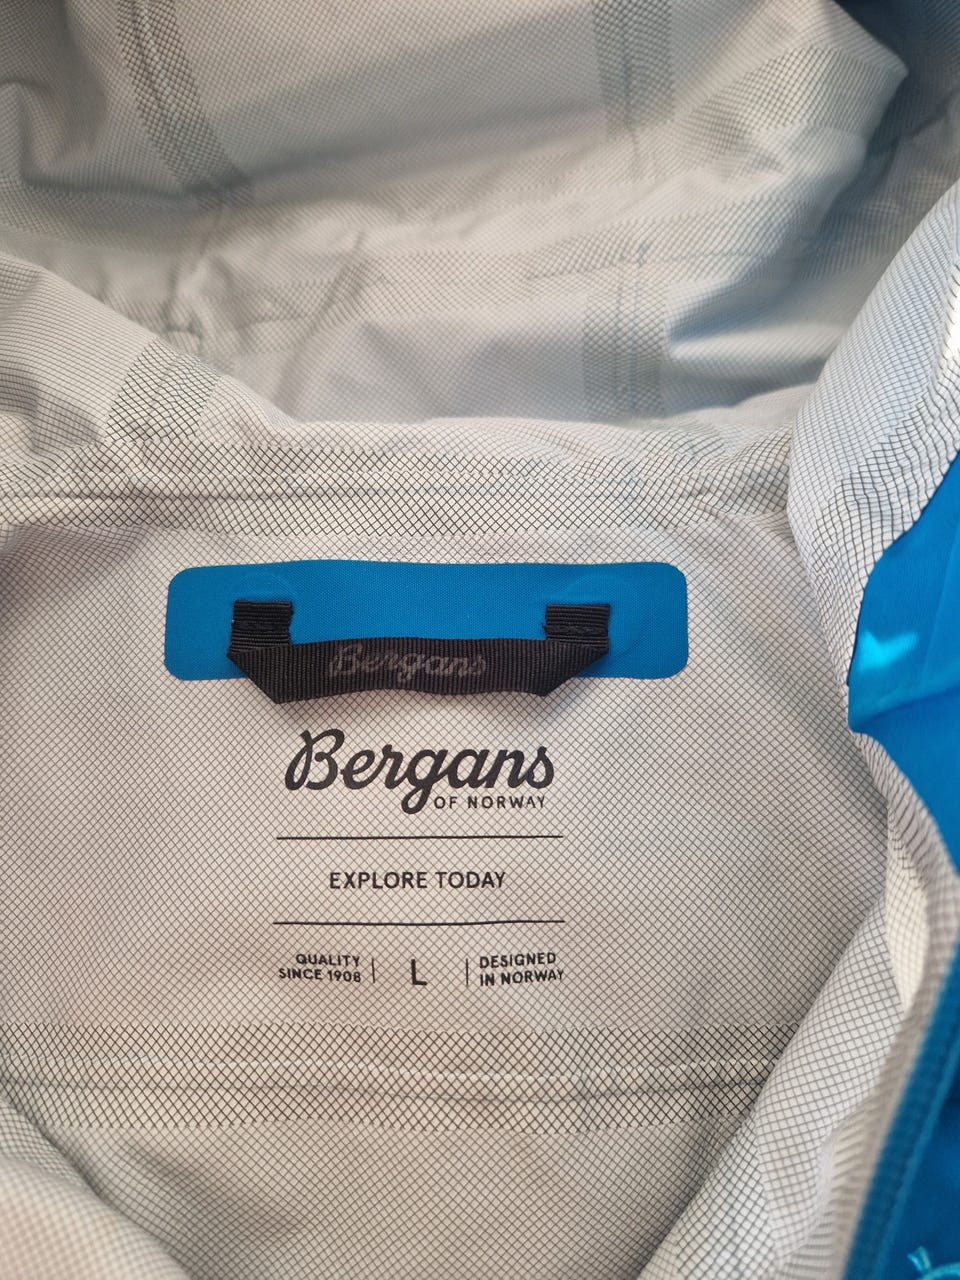 Bergans
Bergans
OF NORWAY
EXPLORE TODAY
QUALITY
SINCE 1908
L
DESIGNED
IN NORWAY